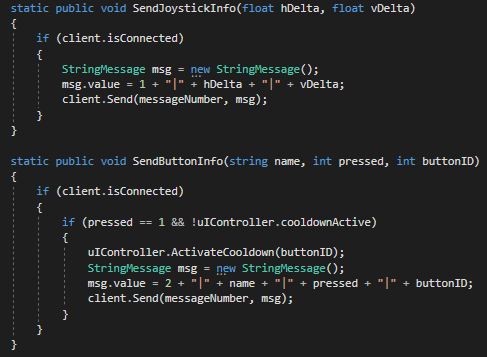 static public void SendJoystickInfo(float hDelta, float vDelta)
{
    if (client.isConnected)
    {
        StringMessage msg = new StringMessage();
        msg.value = 1 + "|" + hDelta + "|" + vDelta;
        client.Send(messageNumber, msg);
    }
}

static public void SendButtonInfo(string name, int pressed, int buttonID)
{
    if (client.isConnected)
    {
        if (pressed == 1 && !uIController.cooldownActive)
        {
            uIController.ActivateCooldown(buttonID);
            StringMessage msg = new StringMessage();
            msg.value = 2 + "|" + name + "|" + pressed + "|" + buttonID;
            client.Send(messageNumber, msg);
        }
    }
}